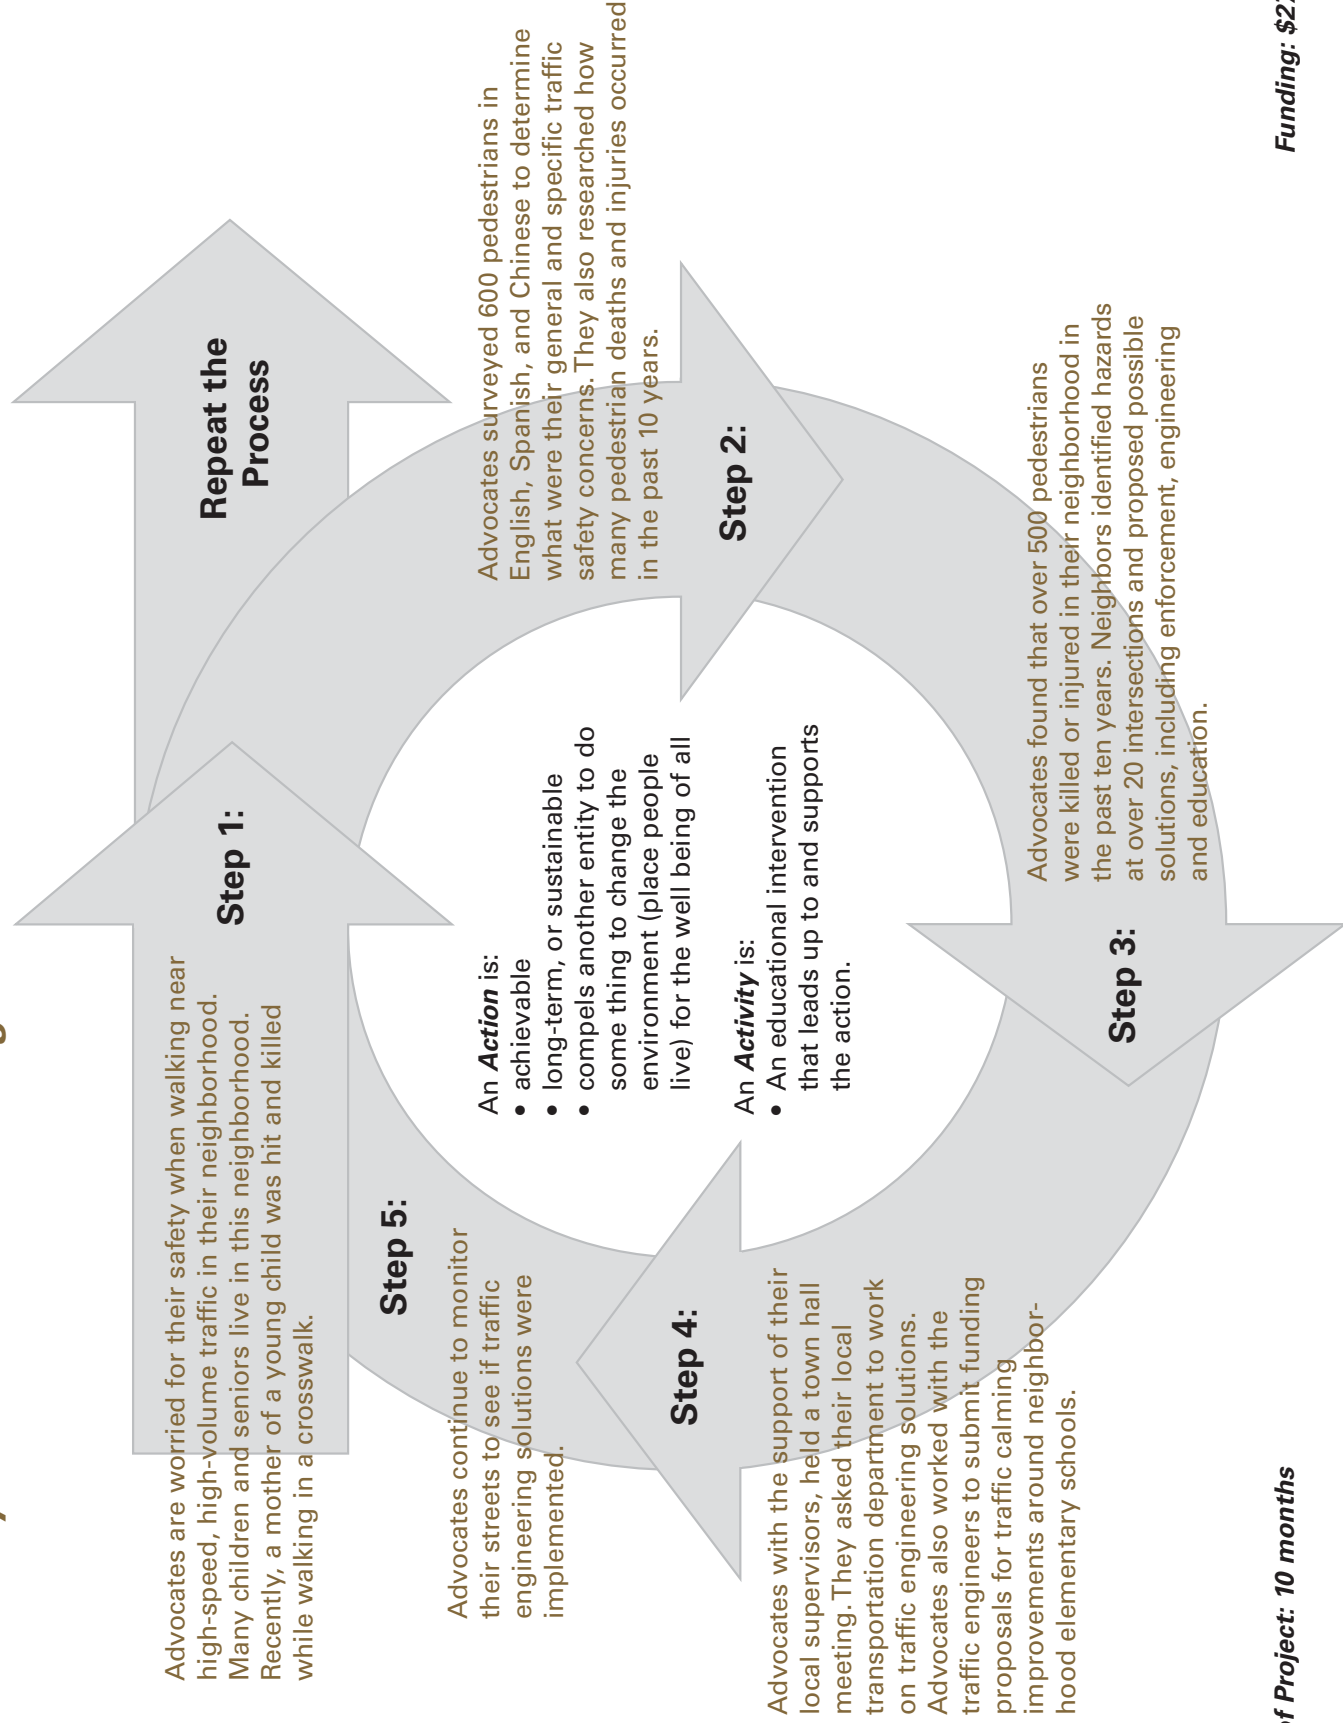 Advocates are worried for their safety when walking near
high-speed, high-volume traffic in their neighborhood.
Many children and seniors live in this neighborhood.
Recently, a mother of a young child was hit and killed
while walking in a crosswalk.
Step 1:
Repeat the
Process
Advocates surveyed 600 pedestrians in
English, Spanish, and Chinese to determine
what were their general and specific traffic
safety concerns. They also researched how
many pedestrian deaths and injuries occurred
in the past 10 years.
Step 2:
Advocates found that over 500 pedestrians
were killed or injured in their neighborhood in
the past ten years. Neighbors identified hazards
at over 20 intersections and proposed possible
solutions, including enforcement, engineering
and education.
Step 3:
Step 4:
Advocates with the support of their
local supervisors, held a town hall
meeting. They asked their local
transportation department to work
on traffic engineering solutions.
Advocates also worked with the
traffic engineers to submit funding
proposals for traffic calming
improvements around neighbor-
hood elementary schools.
Step 5:
Advocates continue to monitor
their streets to see if traffic
engineering solutions were
implemented.
An Action is:
• achievable
• long-term, or sustainable
• compels another entity to do
some thing to change the
environment (place people
live) for the well being of all
An Activity is:
• An educational intervention
that leads up to and supports
the action.
of Project: 10 months
Funding: